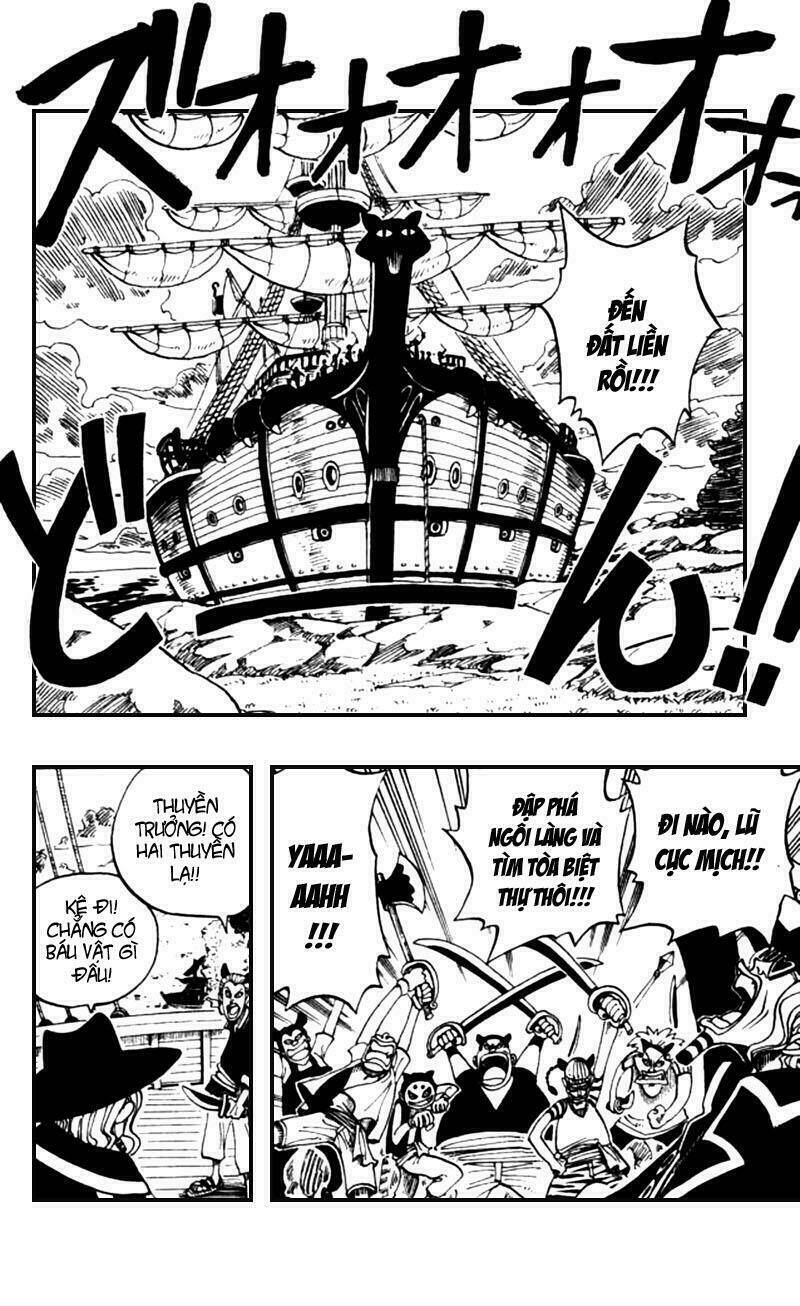 ズオオオオオオ
ĐẾN
ĐẤT LIỀN
RỒI!!!
どん!!
ĐI NÀO, LŨ
CỤC MỊCH!!
ĐẬP PHÁ
NGÔI LÀNG VÀ
TÌM TÒA BIỆT
THỰ THÔI!!!
YAAA-
AAHH
!!!
THUYỀN
TRƯỞNG! CÓ
HAI THUYỀN
LẠ!!
KỆ ĐI!
CHẲNG CÓ
BÁU VẬT GÌ
ĐÂU!